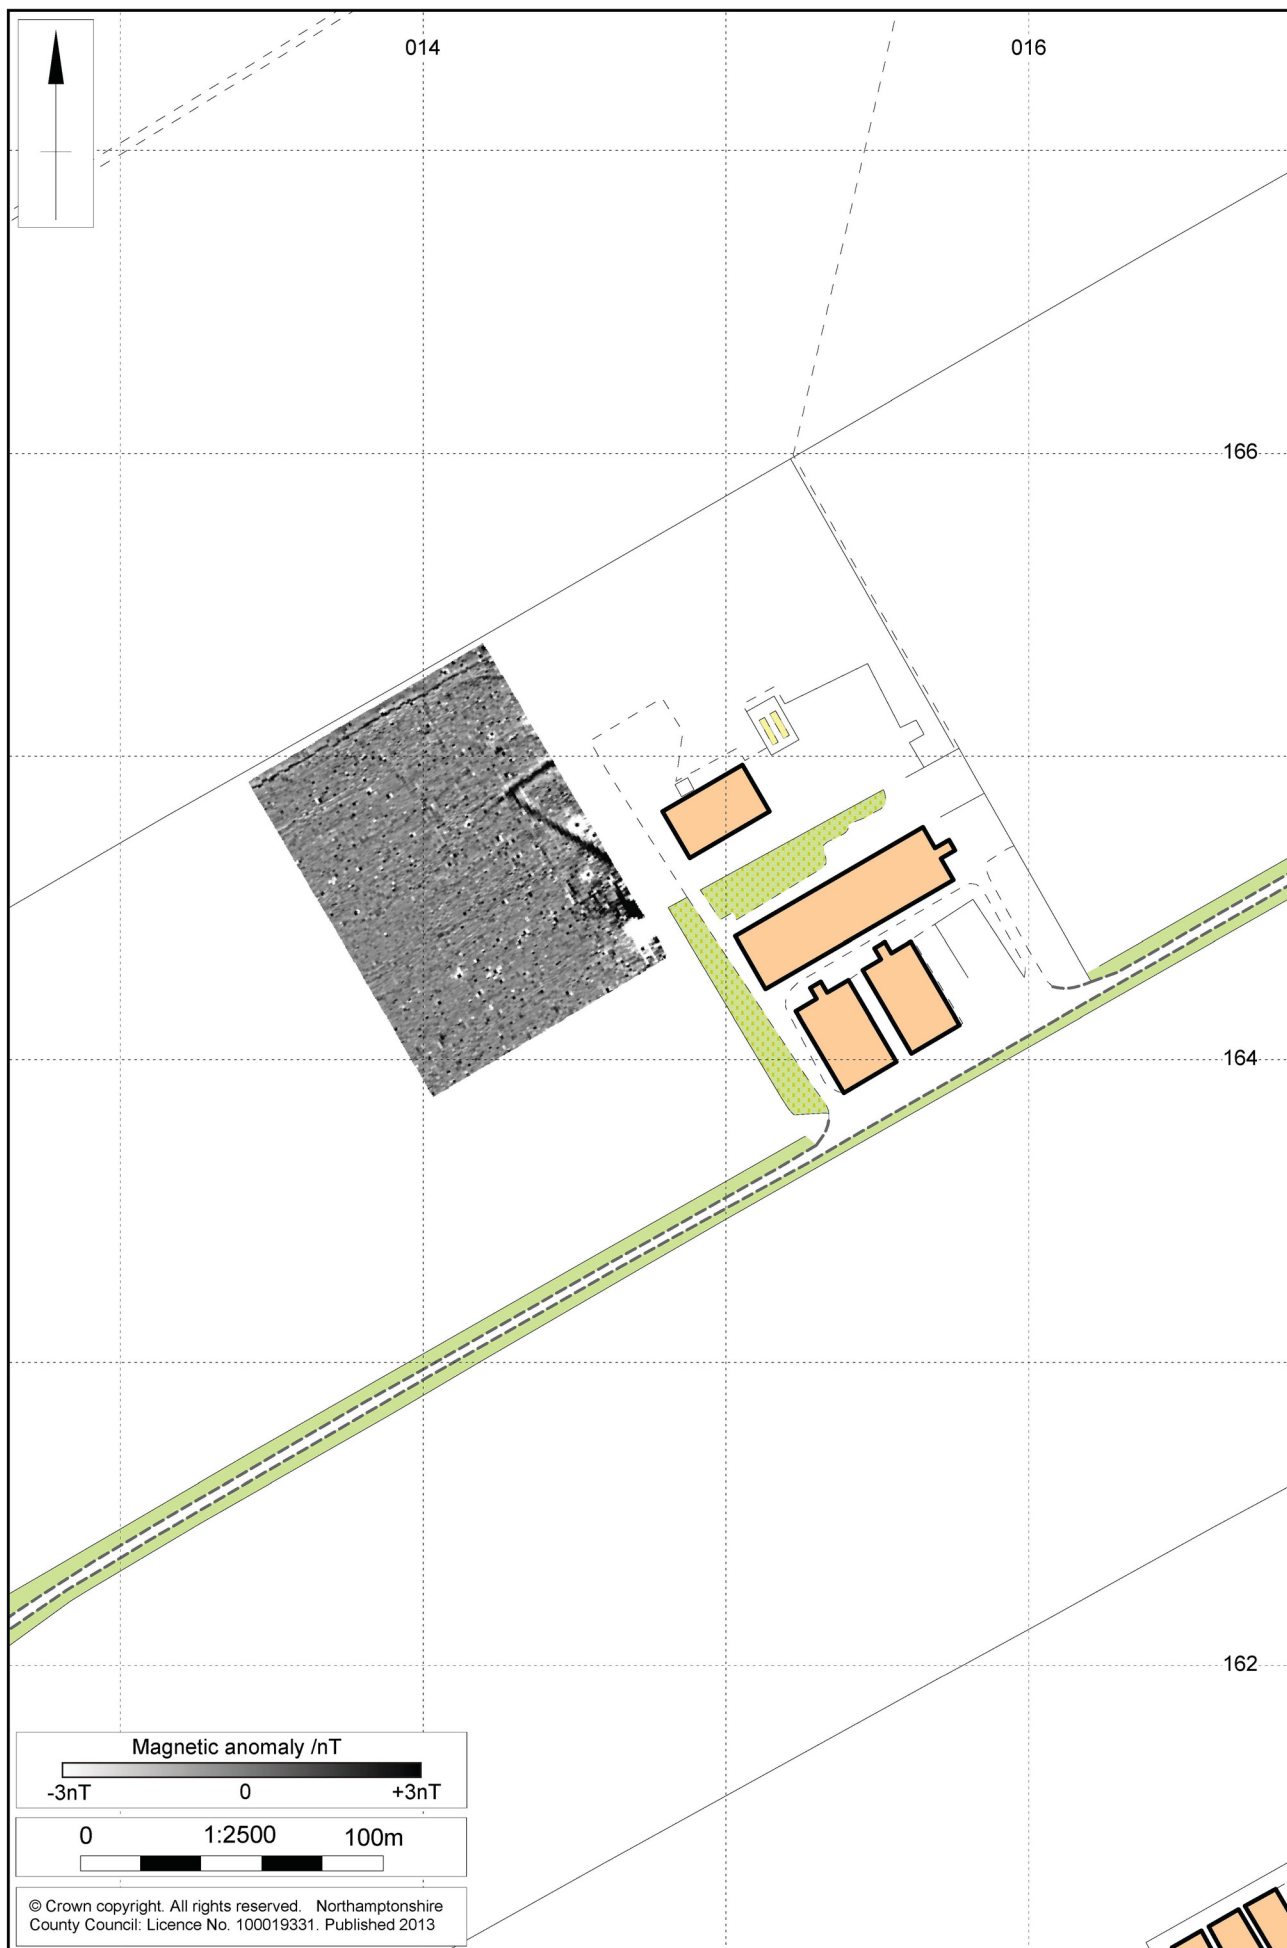 014
016
166
164
162
Magnetic anomaly /nT
-3nT 0 +3nT
0 1:2500 100m
© Crown copyright. All rights reserved. Northamptonshire
County Council: Licence No. 100019331. Published 2013